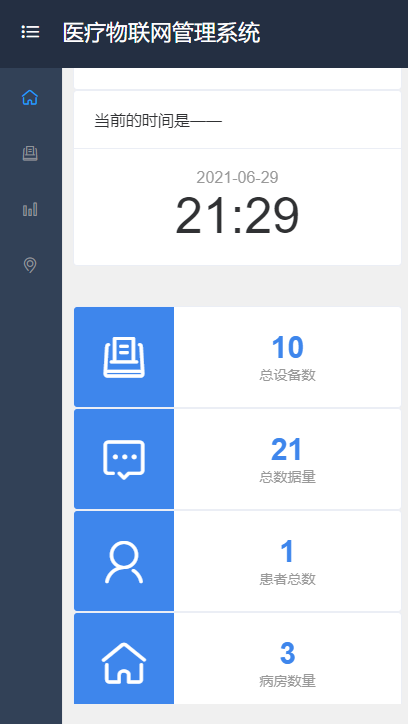 医疗物联网管理系统
当前的时间是——
2021-06-29
21:29
10
总设备数
21
总数据量
1
患者总数
3
病房数量